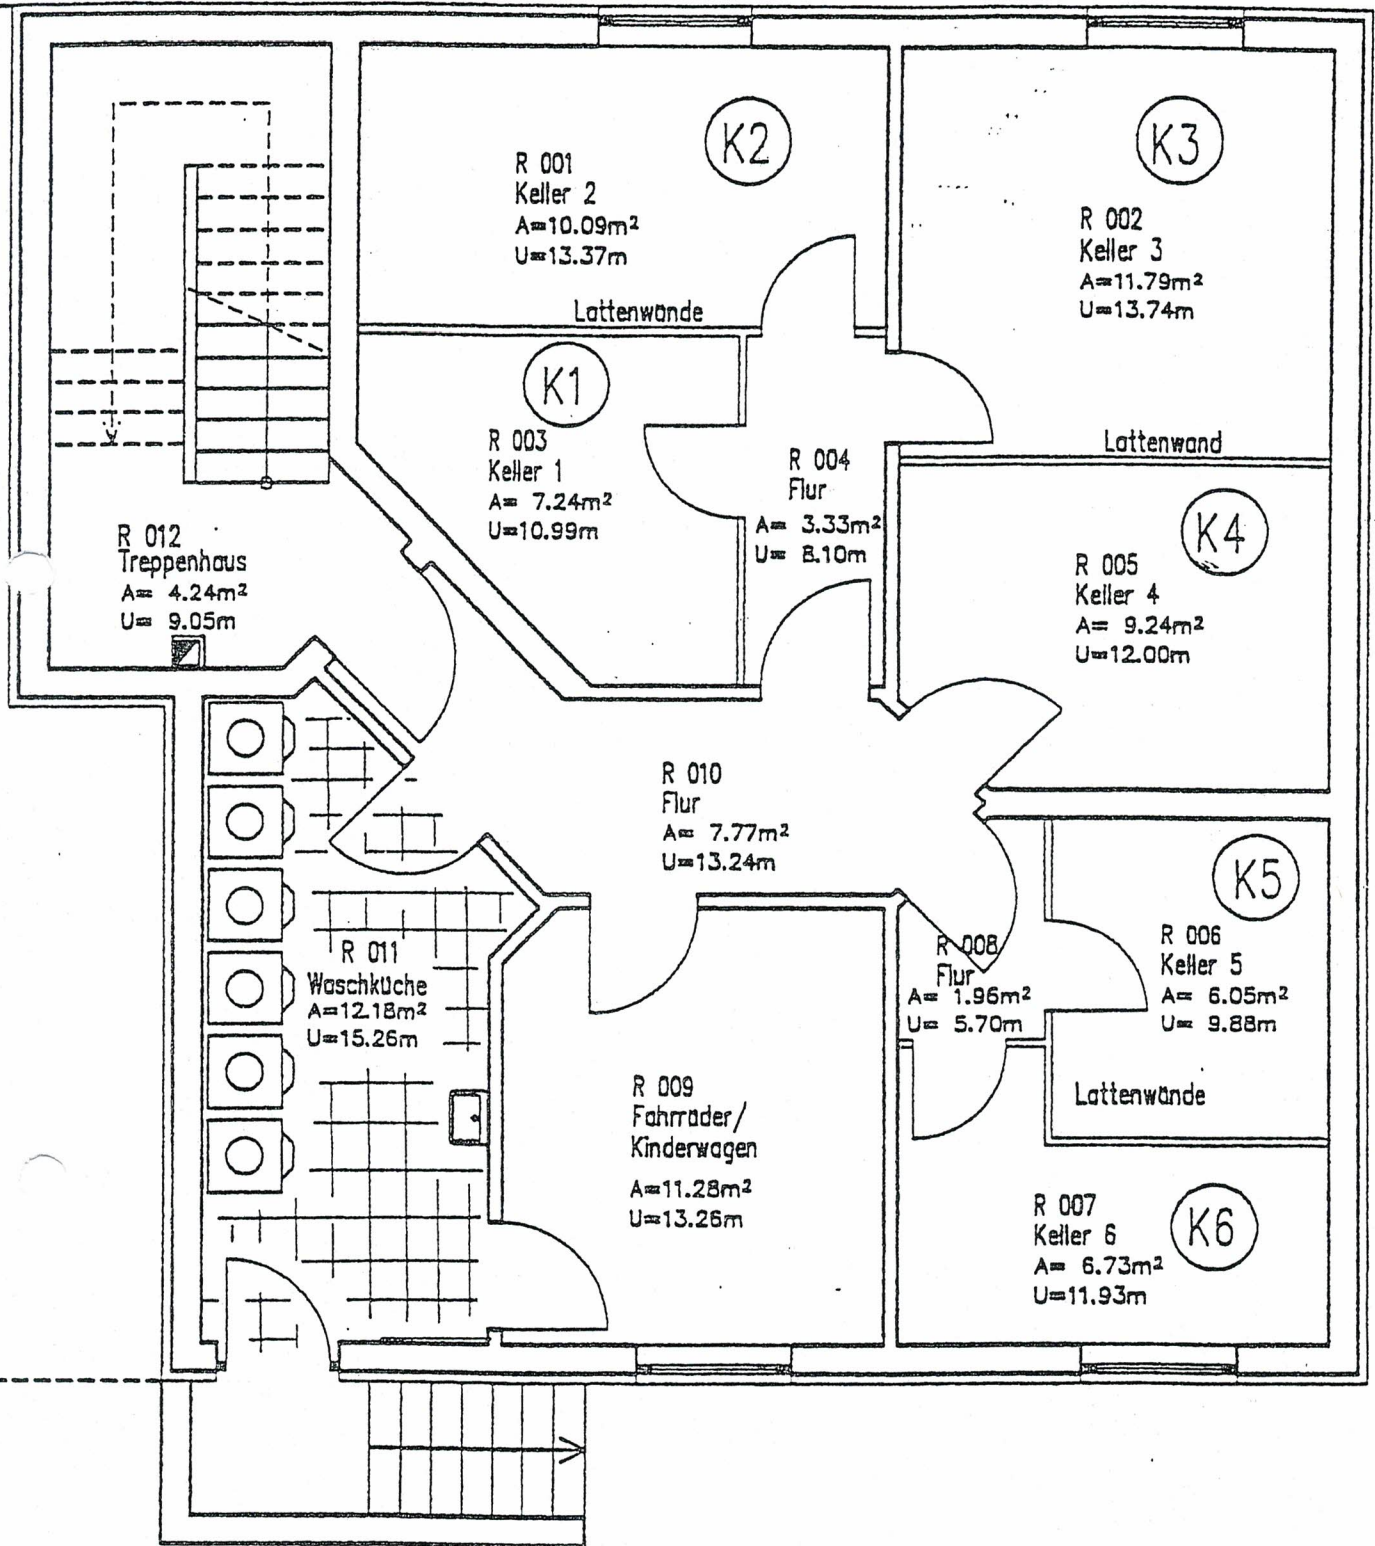 K2
R 001
Keller 2
A=10.09m²
U=13.37m
Lattenwände
K3
R 002
Keller 3
A=11.79m²
U=13.74m
Lattenwand
K1
R 003
Keller 1
A= 7.24m²
U=10.99m
R 004
Flur
A= 3.33m²
U= 8.10m
K4
R 005
Keller 4
A= 9.24m²
U=12.00m
R 012
Treppenhaus
A= 4.24m²
U= 9.05m
R 010
Flur
A= 7.77m²
U=13.24m
K5
R 006
Keller 5
A= 6.05m²
U= 9.88m
Lattenwände
R 008
Flur
A= 1.96m²
U= 5.70m
R 011
Waschküche
A=12.18m²
U=15.26m
R 009
Fahrräder/
Kinderwagen
A=11.28m²
U=13.26m
R 007
Keller 6
A= 6.73m²
U=11.93m
K6